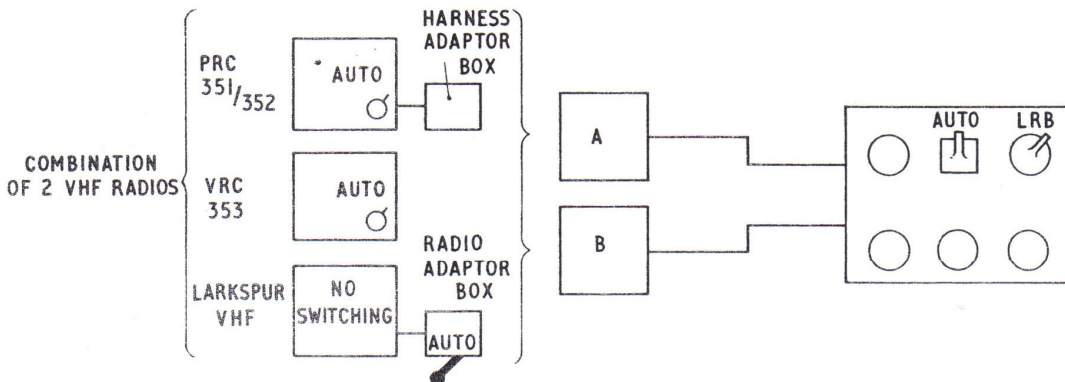 COMBINATION
OF 2 VHF RADIOS
PRC
351/352
AUTO
HARNESS
ADAPTOR
BOX
VRC
353
AUTO
LARKSPUR
VHF
NO
SWITCHING
RADIO
ADAPTOR
BOX
AUTO
A
B
AUTO
LRB